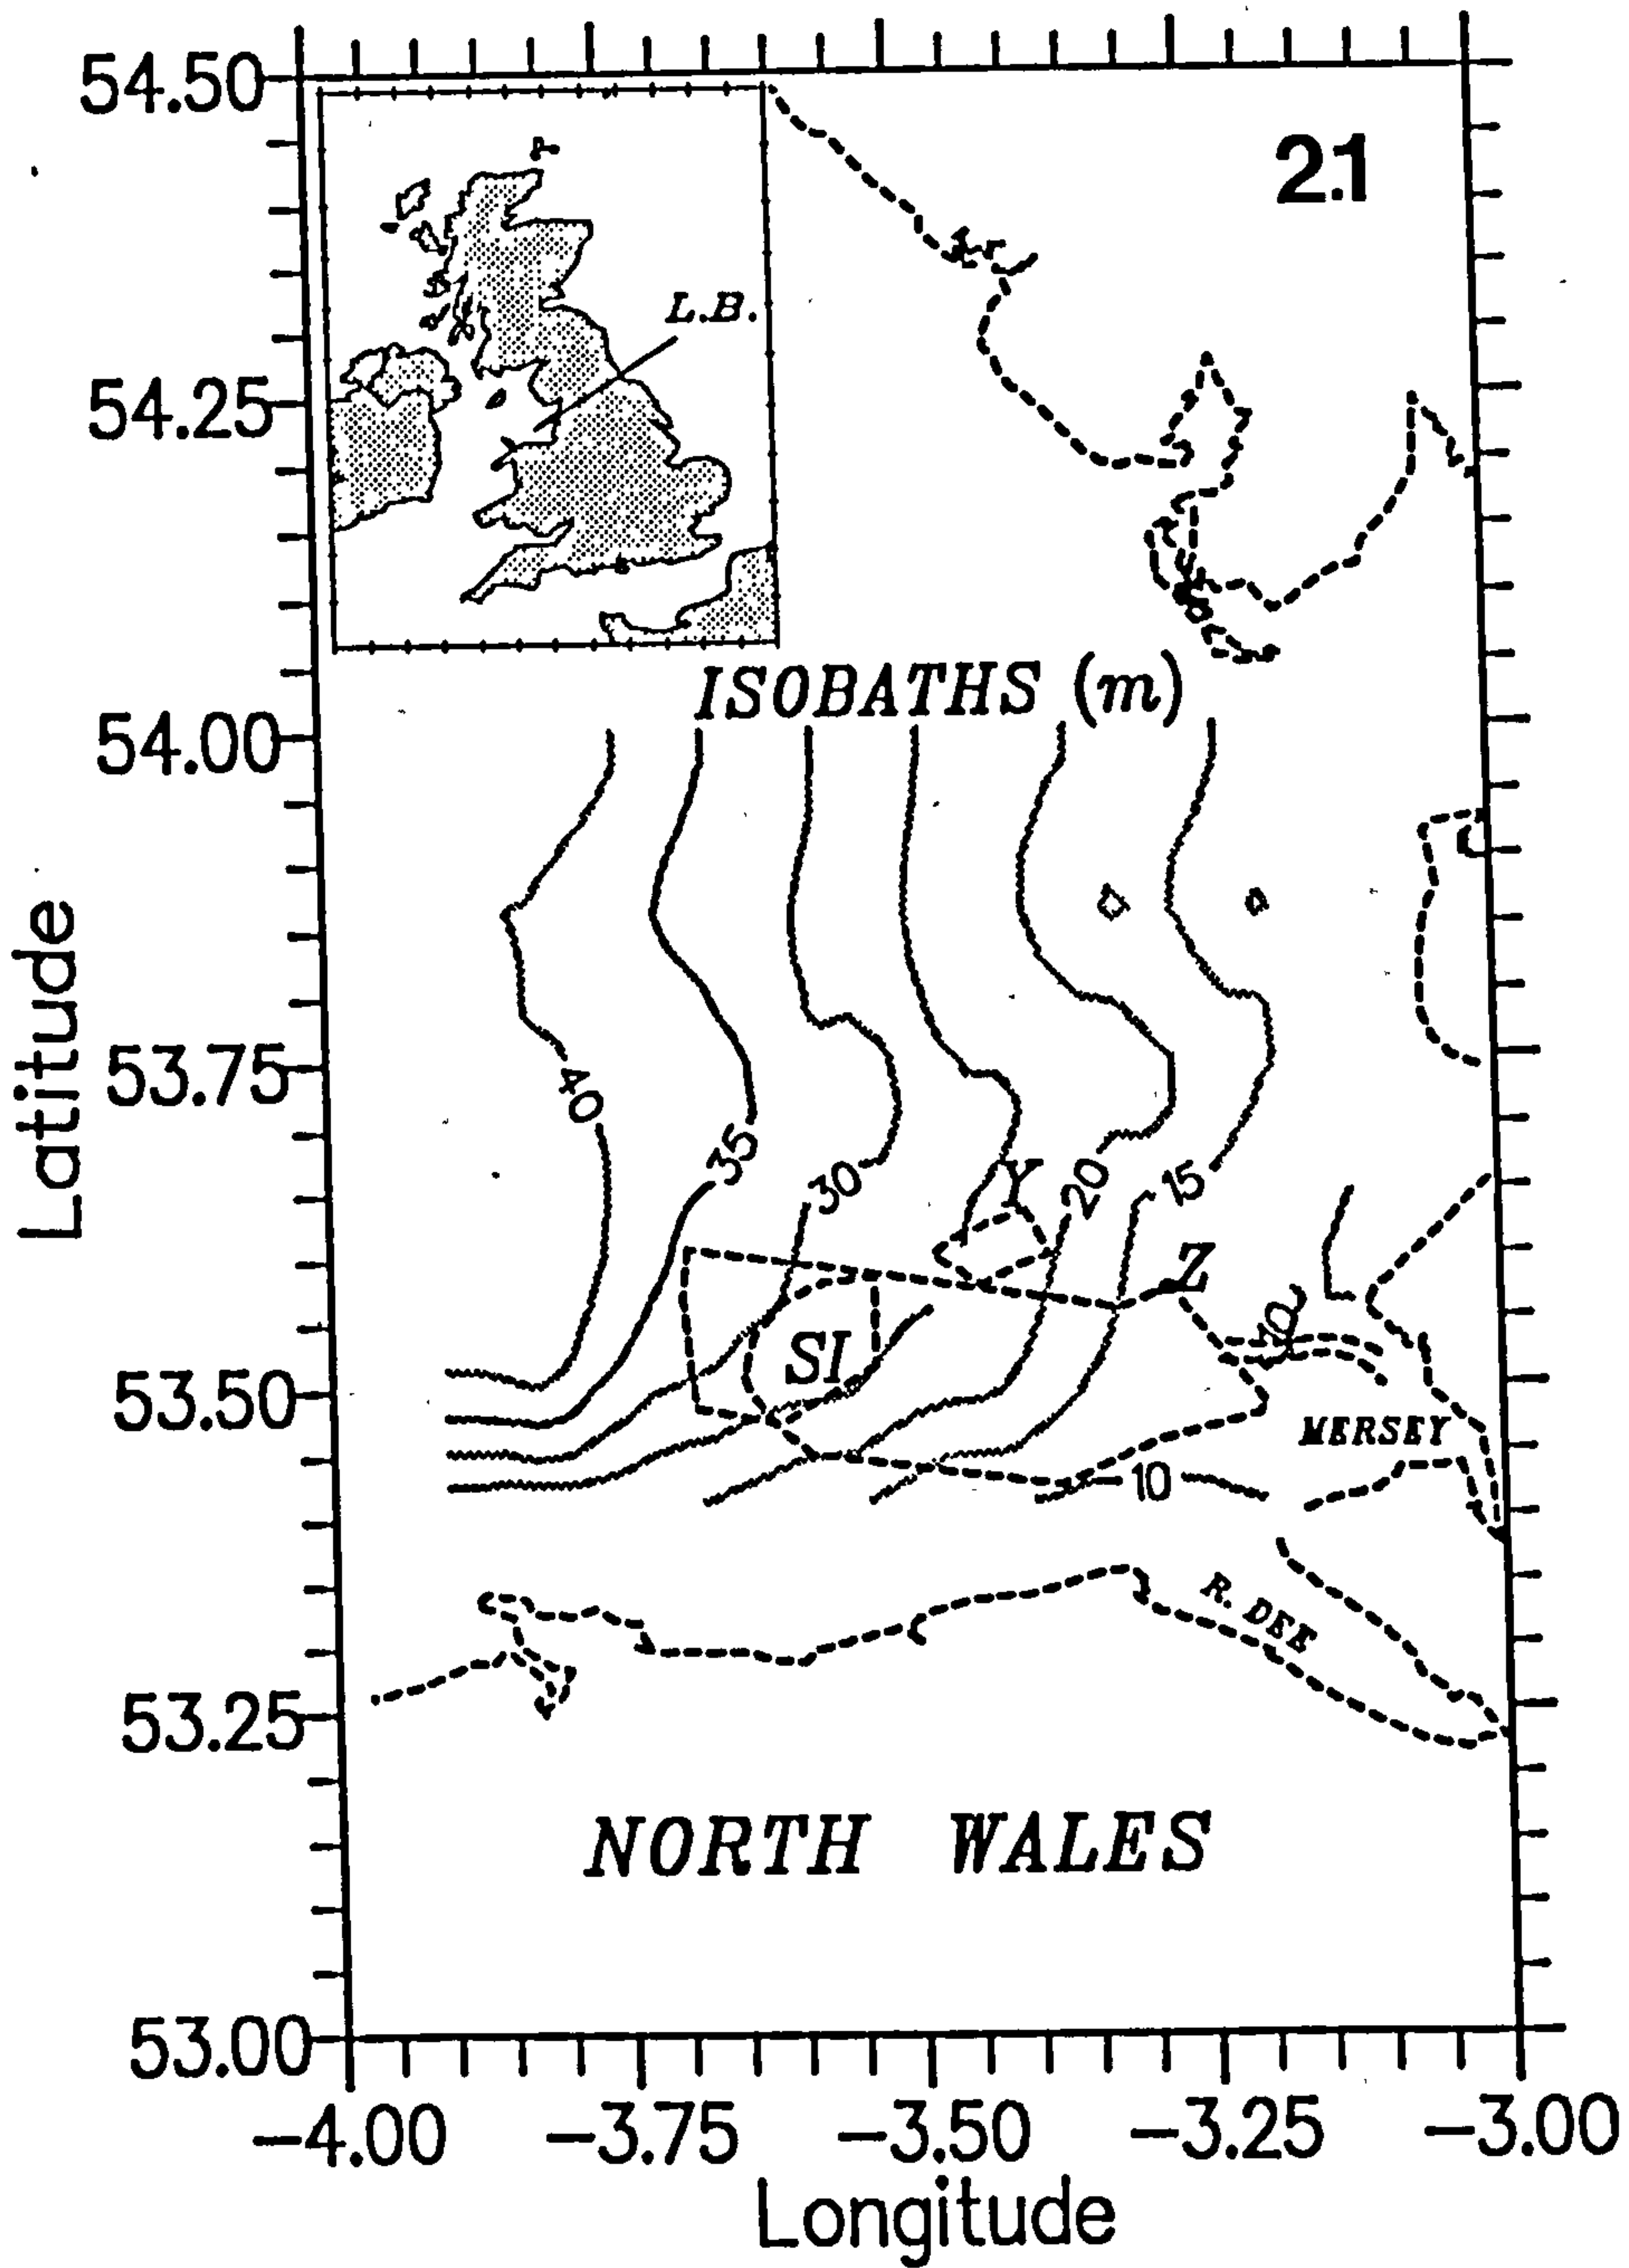 54.50
2.1
L.B.
54.25
ISOBATHS (m)
54.00
Latitude
53.75
40
35
30
Y
20
15
Z
10
SI
53.50
MERSEY
10
R. DEE
53.25
NORTH WALES
53.00
-4.00 -3.75 -3.50 -3.25 -3.00
Longitude